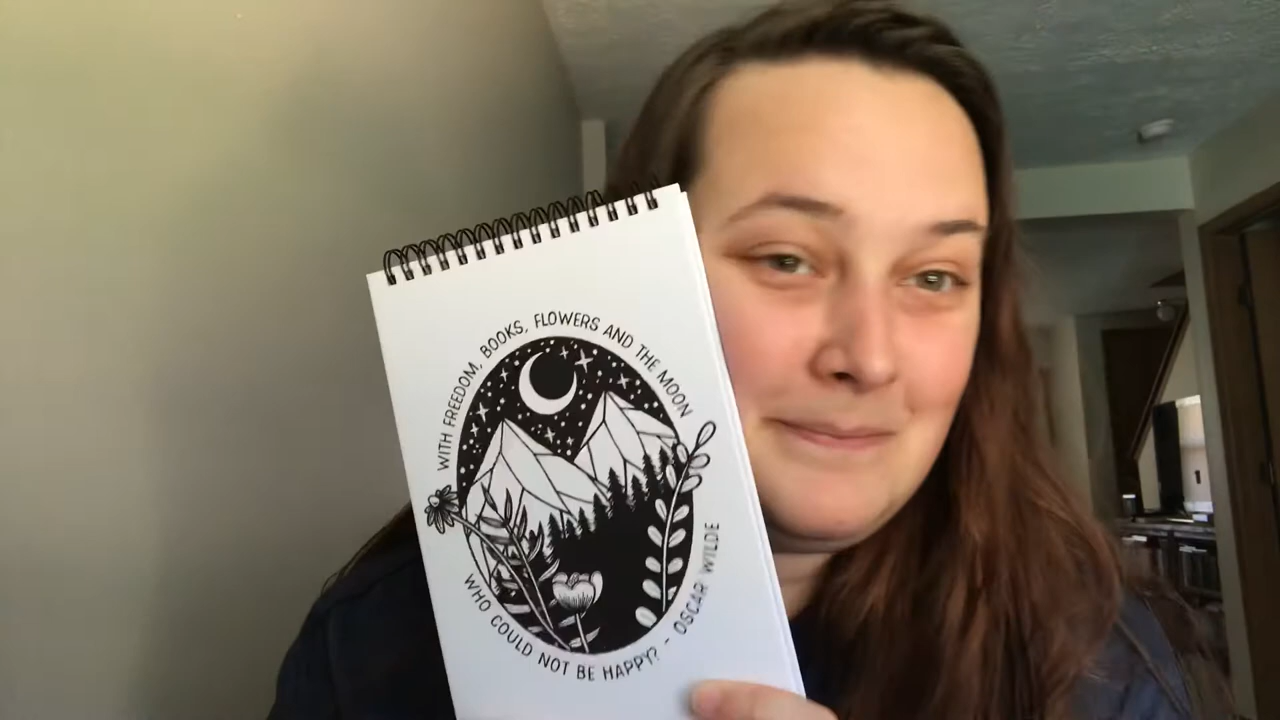 WITH FREEDOM, BOOKS, FLOWERS AND THE MOON
WHO COULD NOT BE HAPPY? - OSCAR WILDE